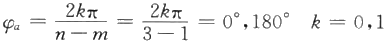 φₐ = 2kπ/(n−m) = 2kπ/(3−1) = 0°, 180°  k = 0, 1